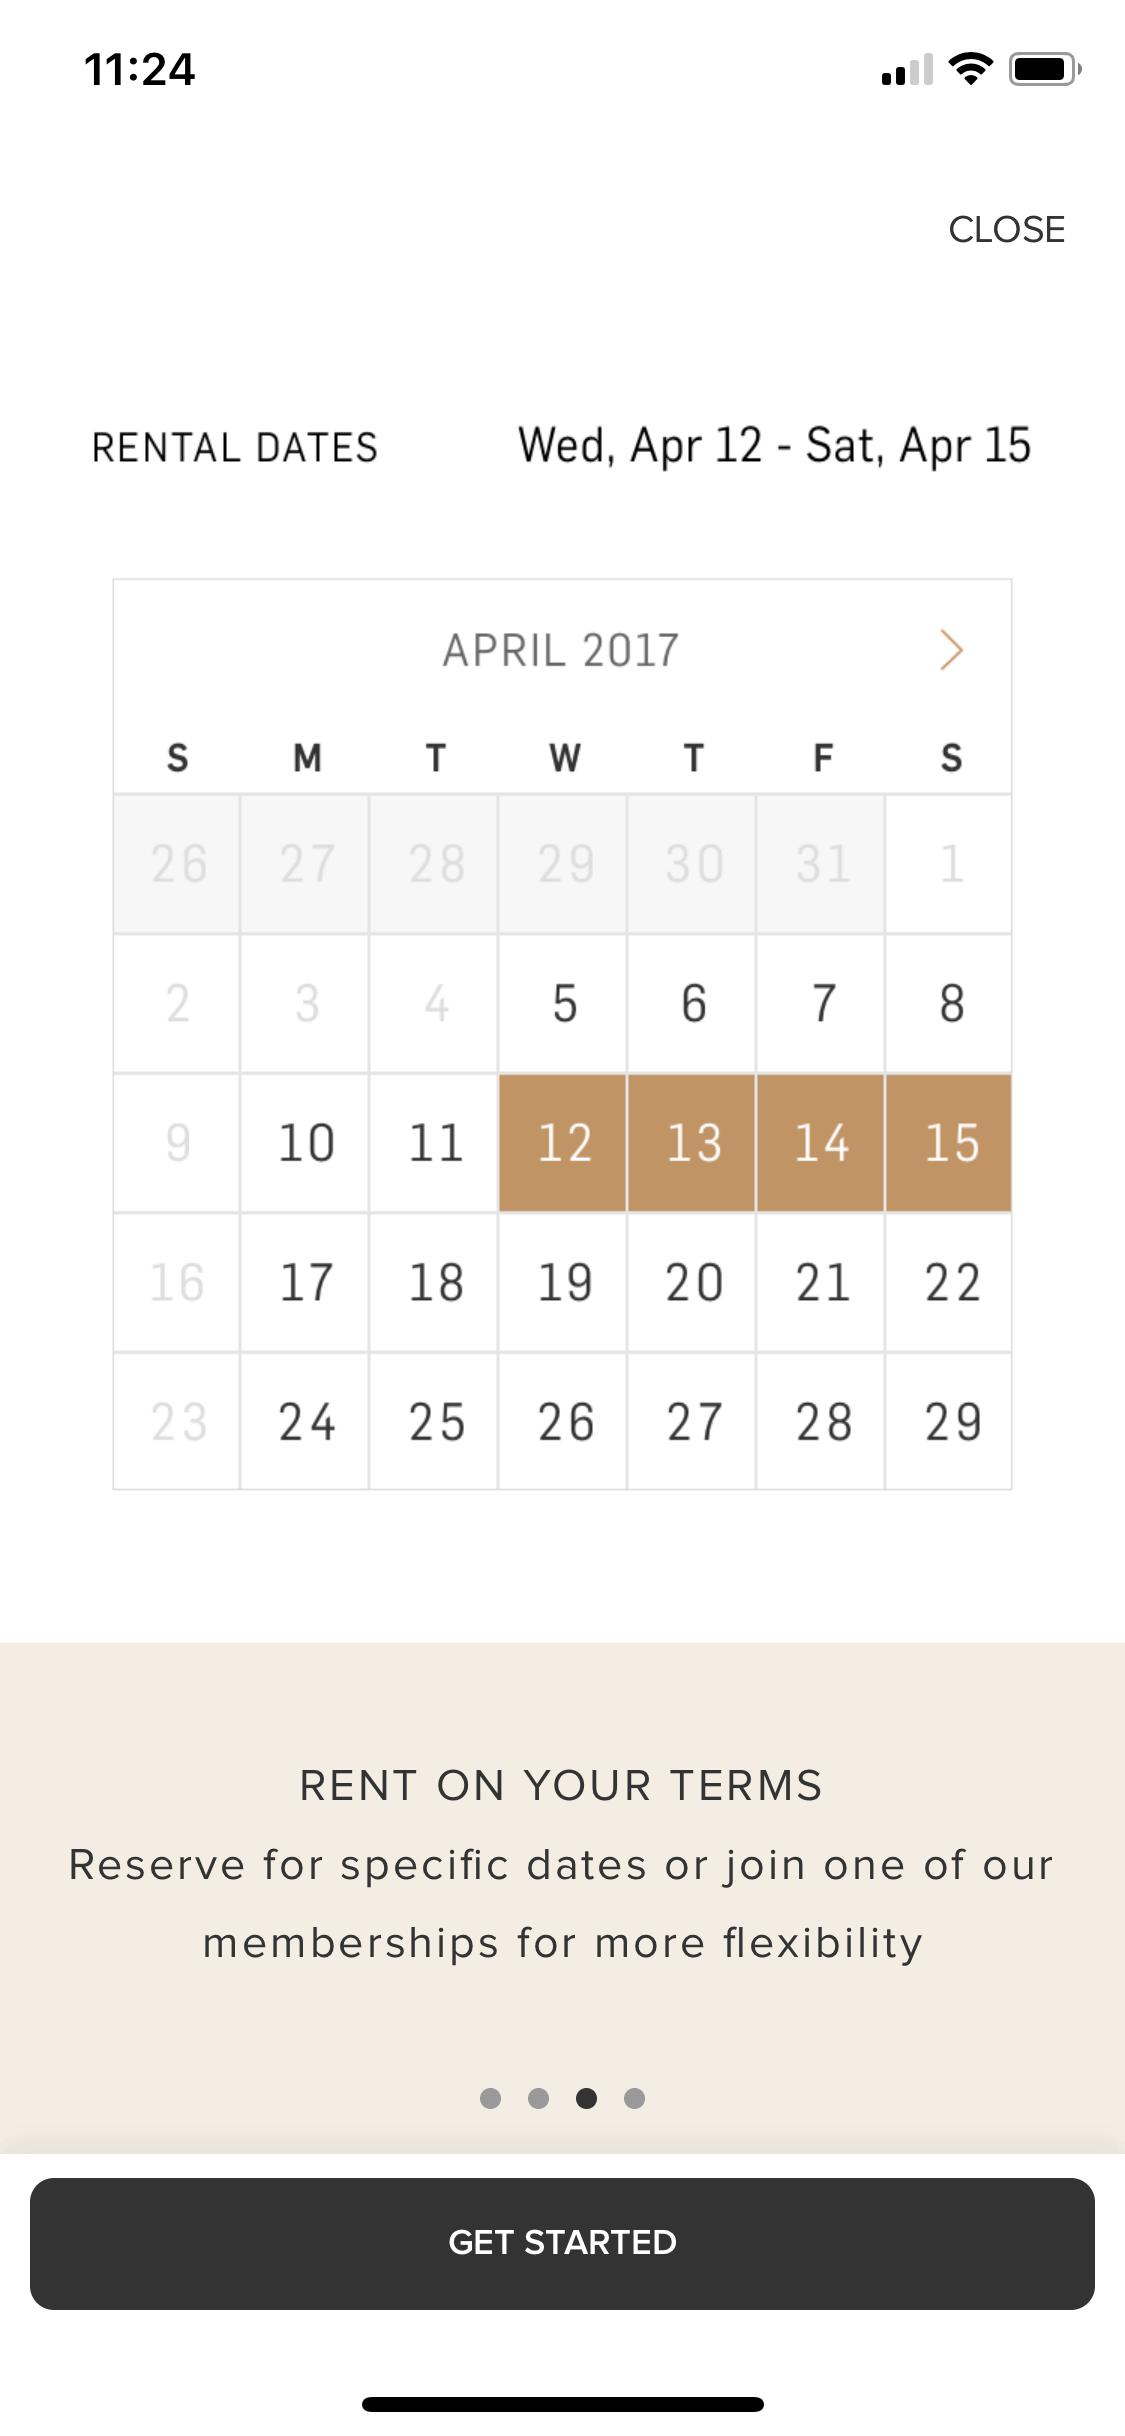 11:24
CLOSE
RENTAL DATES Wed, Apr 12 - Sat, Apr 15
APRIL 2017
S M T W T F S
26 27 28 29 30 31 1
2 3 4 5 6 7 8
9 10 11 12 13 14 15
16 17 18 19 20 21 22
23 24 25 26 27 28 29
RENT ON YOUR TERMS
Reserve for specific dates or join one of our
memberships for more flexibility
GET STARTED